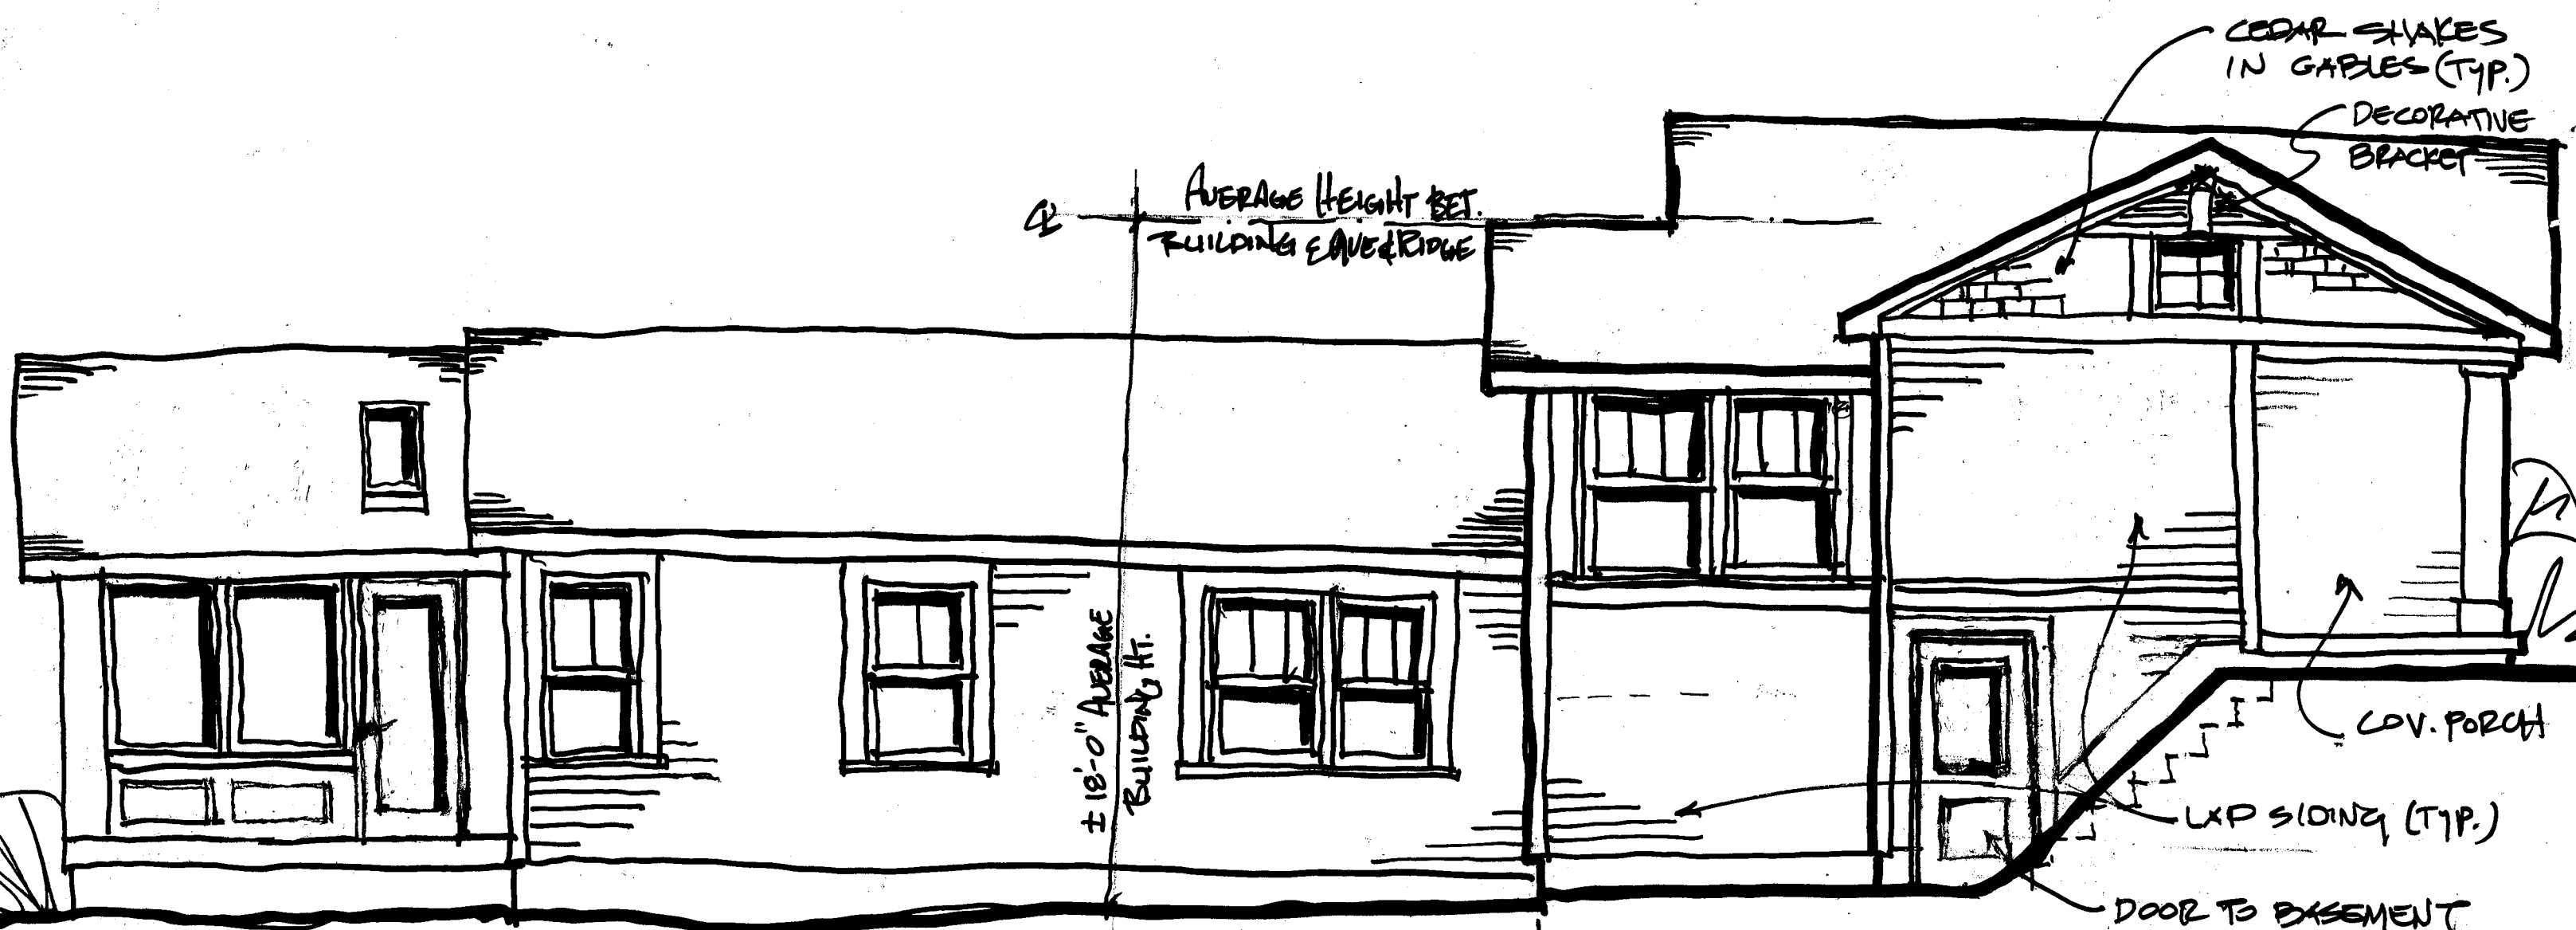 CEDAR SHAKES
IN GABLES (TYP.)
DECORATIVE
BRACKET
AVERAGE HEIGHT BET.
BUILDING EAVE & RIDGE
± 18'-0" AVERAGE
BUILDING HT.
COV. PORCH
LAP SIDING (TYP.)
DOOR TO BASEMENT